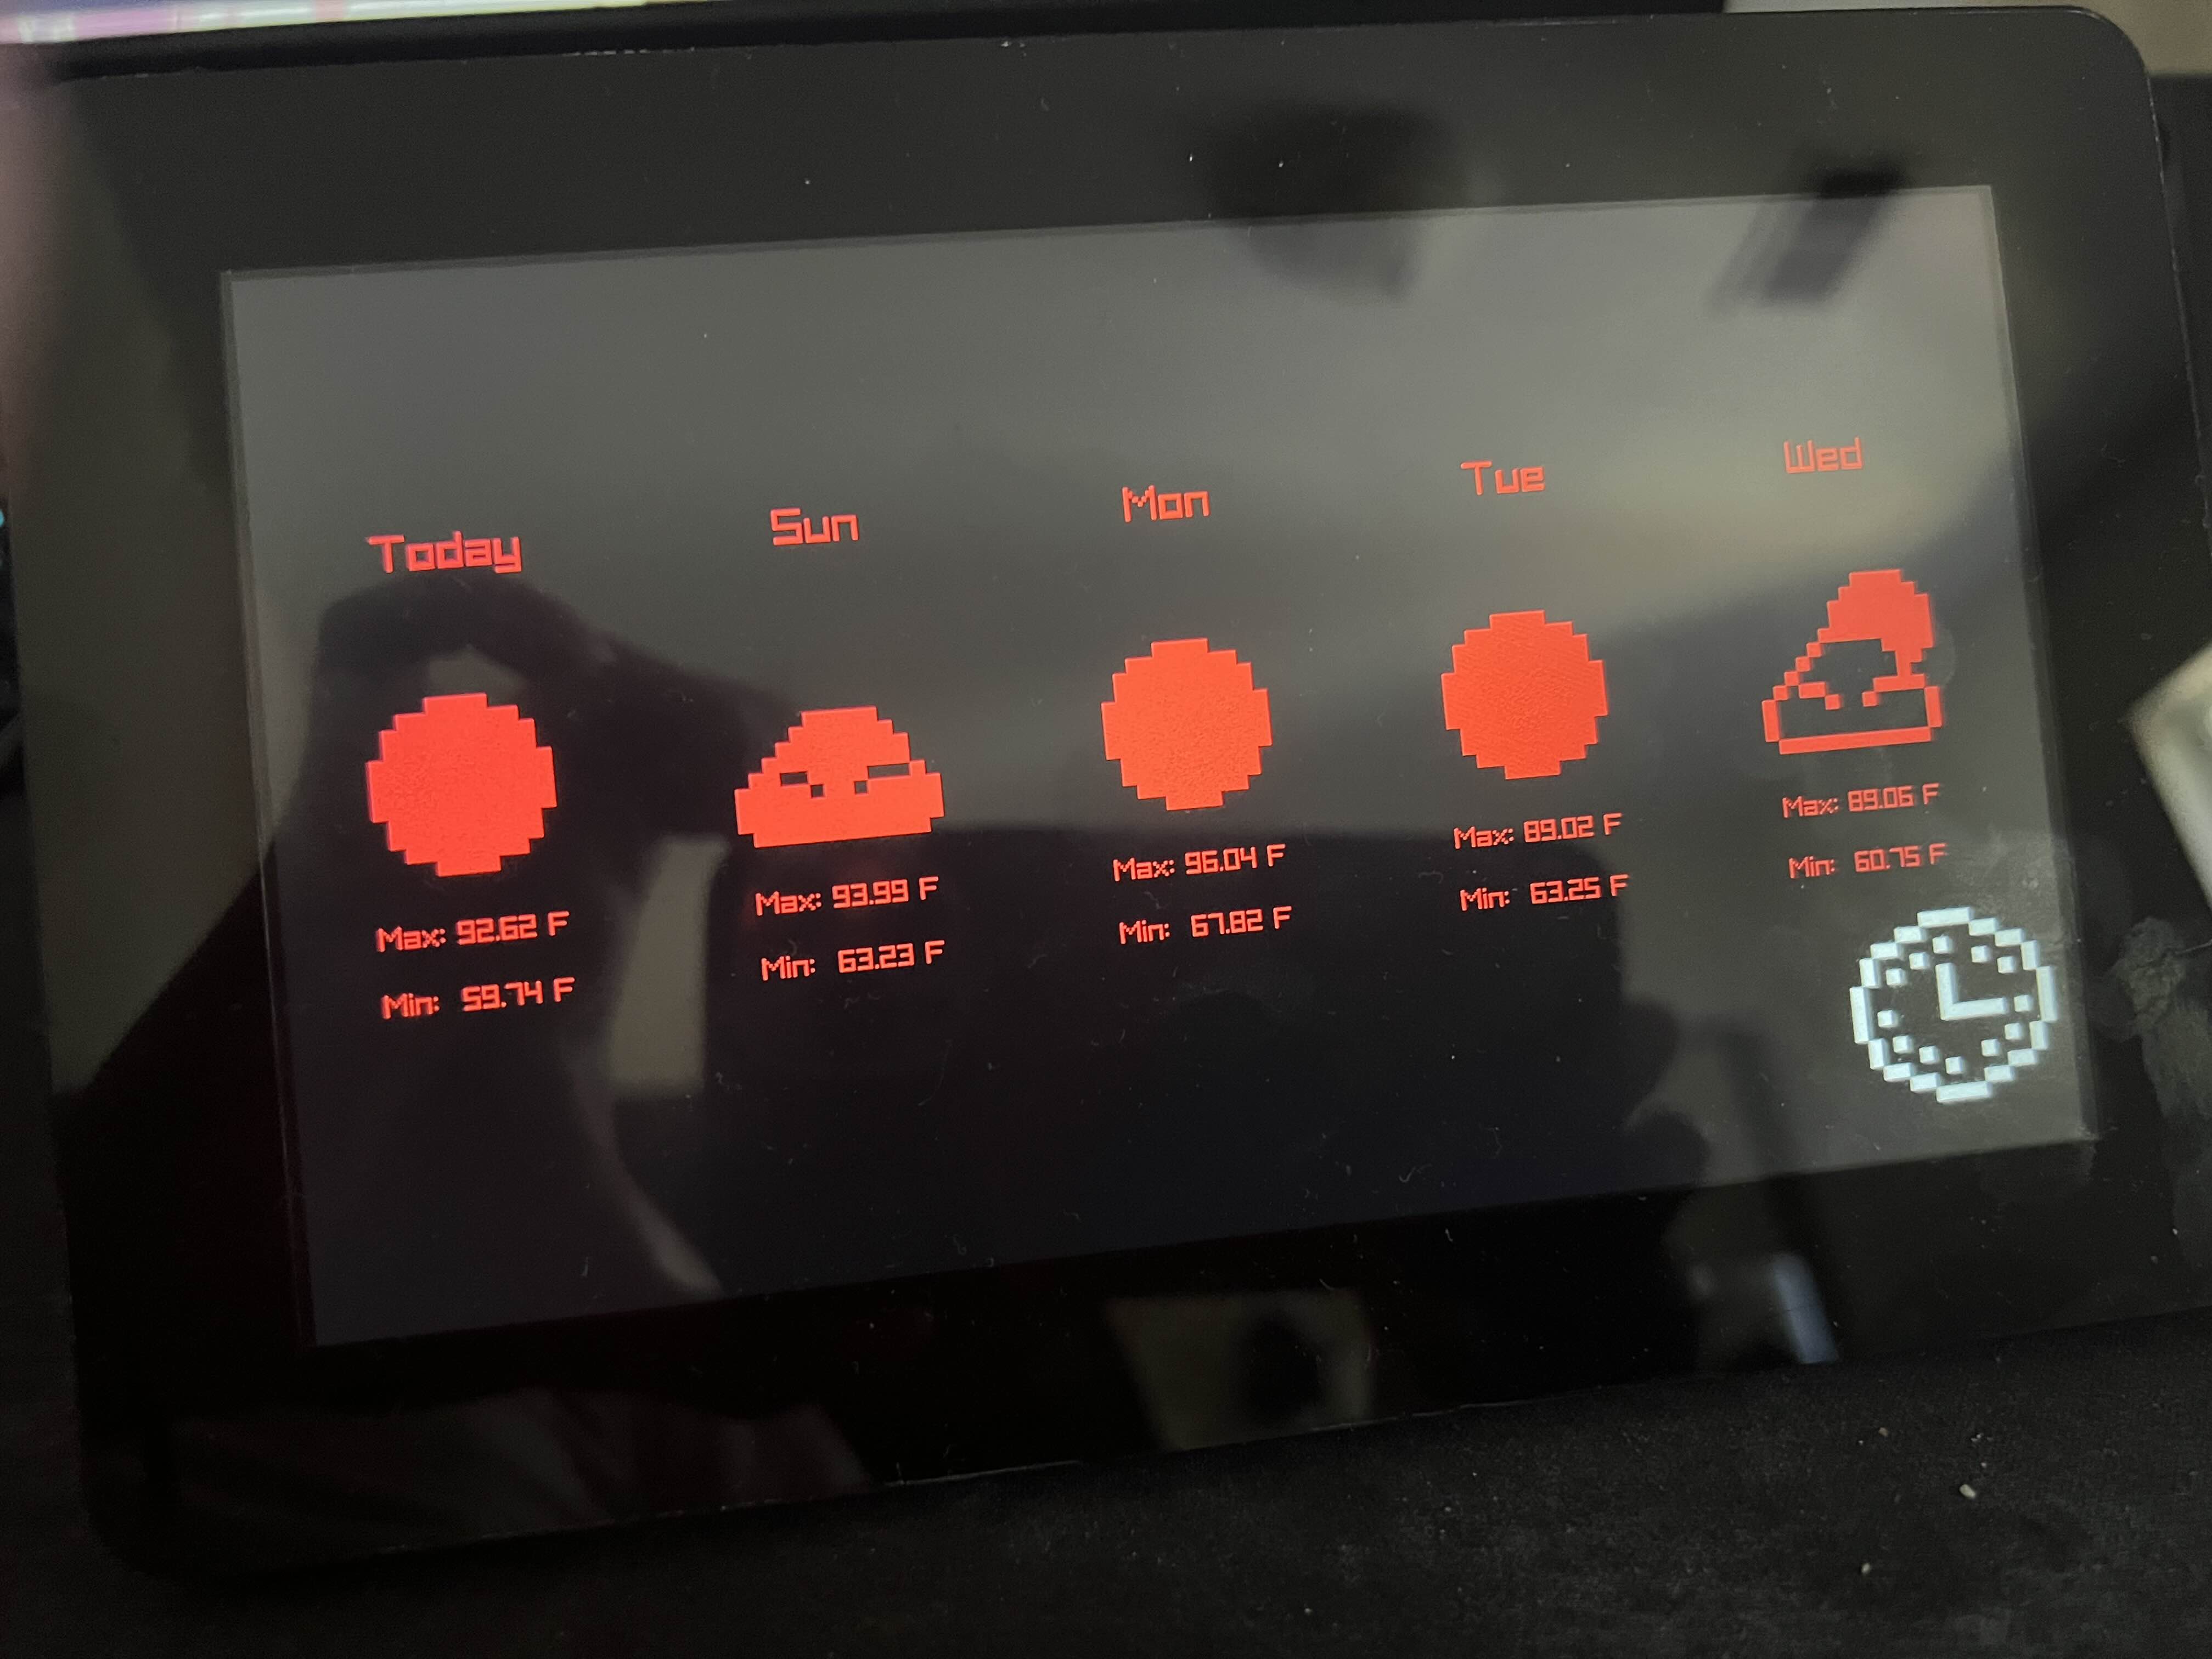 Today
Max: 92.62 F
Min: 59.74 F
Sun
Max: 93.99 F
Min: 63.23 F
Mon
Max: 96.04 F
Min: 67.82 F
Tue
Max: 89.02 F
Min: 63.25 F
Wed
Max: 89.06 F
Min: 60.75 F